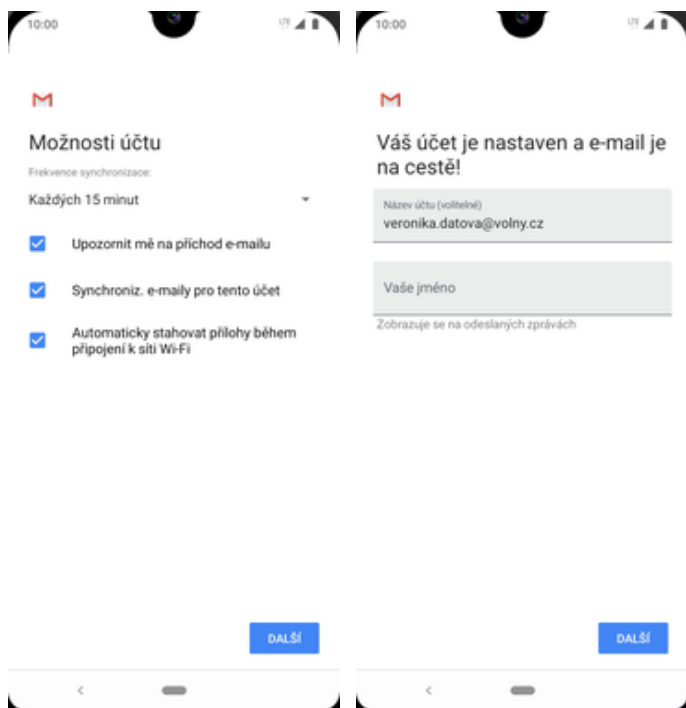 10:00
LTE
Možnosti účtu
Frekvence synchronizace:
Každých 15 minut
Upozornit mě na příchod e-mailu
Synchroniz. e-maily pro tento účet
Automaticky stahovat přílohy během
připojení k síti Wi-Fi
DALŠÍ
10:00
LTE
Váš účet je nastaven a e-mail je
na cestě!
Název účtu (volitelné)
veronika.datova@volny.cz
Vaše jméno
Zobrazuje se na odeslaných zprávách
DALŠÍ